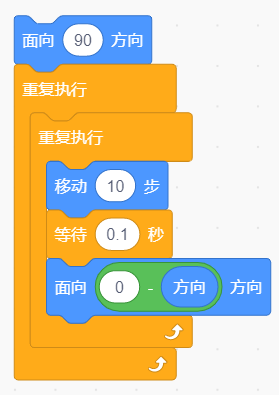 面向 90 方向
重复执行
重复执行
移动 10 步
等待 0.1 秒
面向 0 - 方向 方向